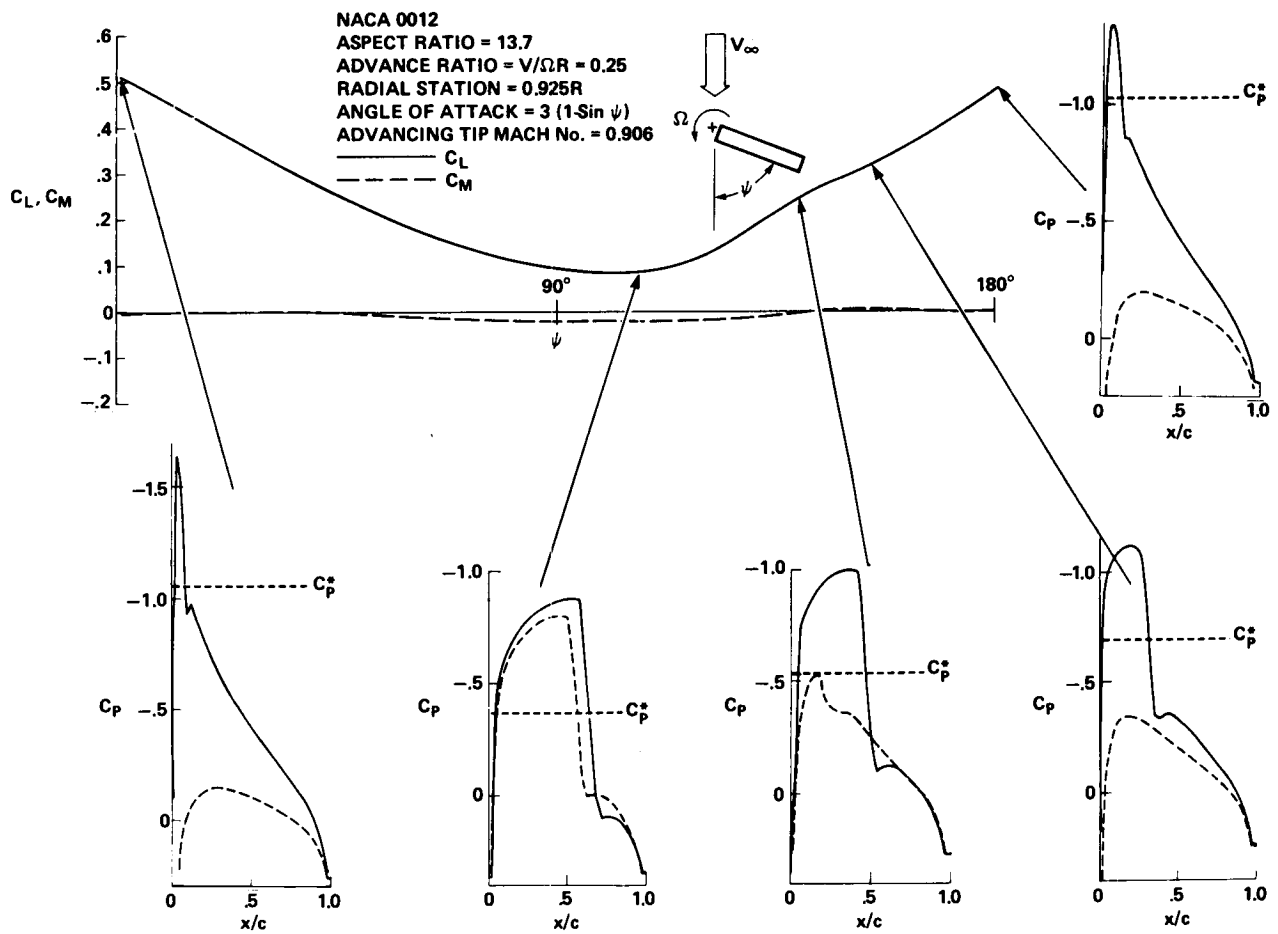 NACA 0012
ASPECT RATIO = 13.7
ADVANCE RATIO = V/ΩR = 0.25
RADIAL STATION = 0.925R
ANGLE OF ATTACK = 3 (1-Sin ψ)
ADVANCING TIP MACH No. = 0.906
C_L
C_M
V∞
Ω
+
ψ
C_L, C_M
.6
.5
.4
.3
.2
.1
0
−.1
−.2
90°
ψ
180°
−1.0
−.5
0
C_P
C_P*
0 .5 1.0
x/c
−1.5
−1.0
−.5
0
C_P
C_P*
0 .5 1.0
x/c
−1.0
−.5
0
C_P
C_P*
0 .5 1.0
x/c
−1.0
−.5
0
C_P
C_P*
0 .5 1.0
x/c
−1.0
−.5
0
C_P
C_P*
0 .5 1.0
x/c